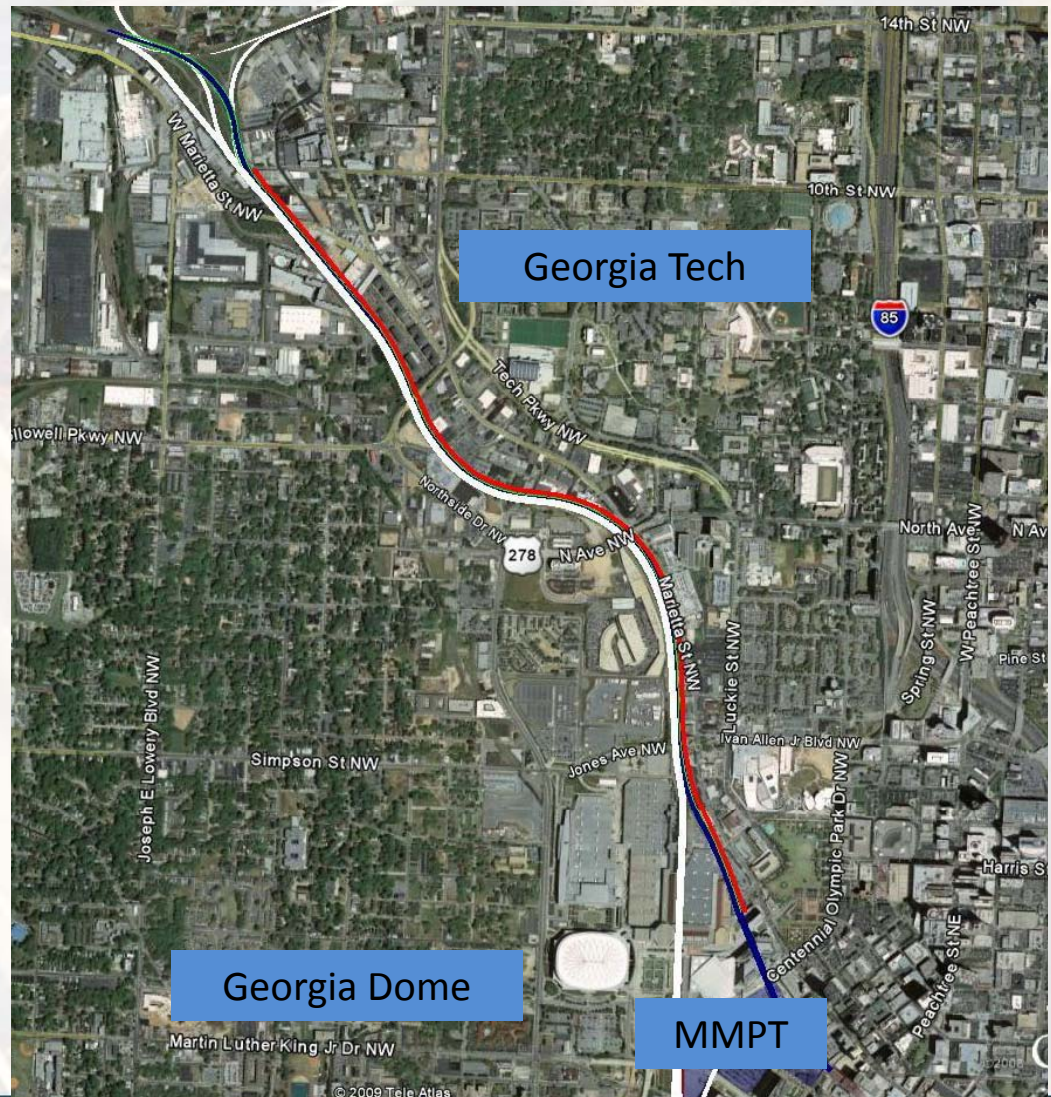 14th St NW
W Marietta St NW
10th St NW
Georgia Tech
85
Tech Pkwy NW
llowell Pkwy NW
Northside Dr NW
278
N Ave NW
North Ave
N Av
W Peachtree St NW
Marietta St NW
Luckie St NW
Spring St NW
Pine St
Joseph E Lowery Blvd NW
Ivan Allen Jr Blvd NW
Jones Ave NW
Simpson St NW
Centennial Olympic Park Dr NW
Harris S
Peachtree St NE
Georgia Dome
MMPT
Martin Luther King Jr Dr NW
© 2009 Tele Atlas